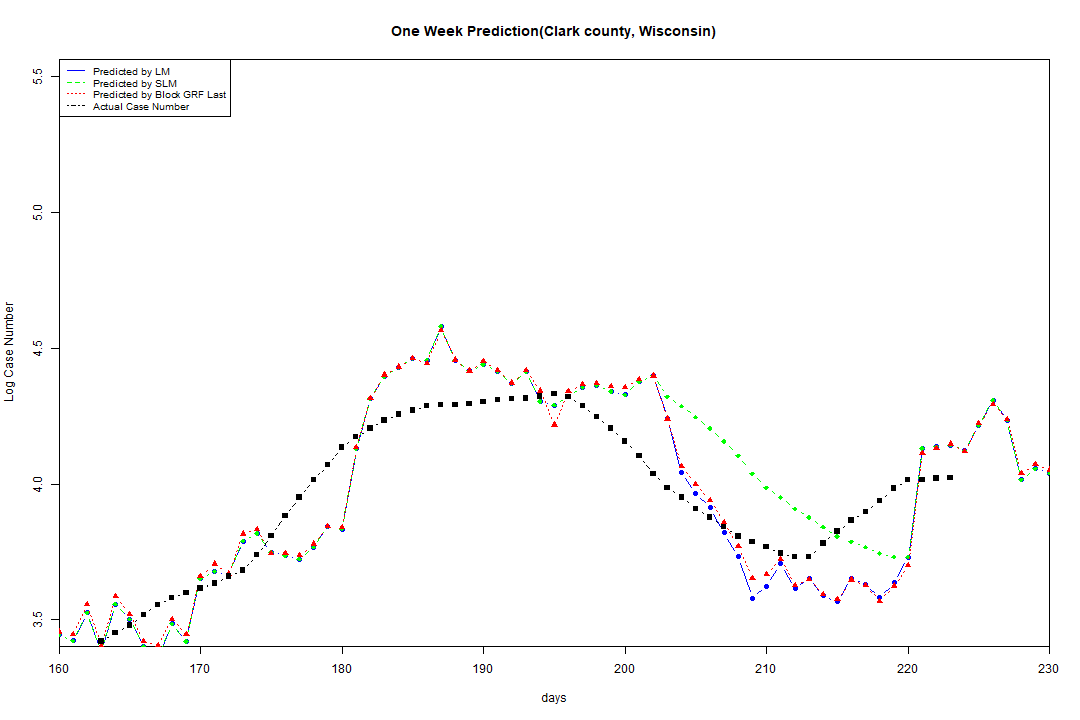 One Week Prediction(Clark county, Wisconsin)
Predicted by LM
Predicted by SLM
Predicted by Block GRF Last
Actual Case Number
5.5
5.0
4.5
4.0
3.5
Log Case Number
160 170 180 190 200 210 220 230
days